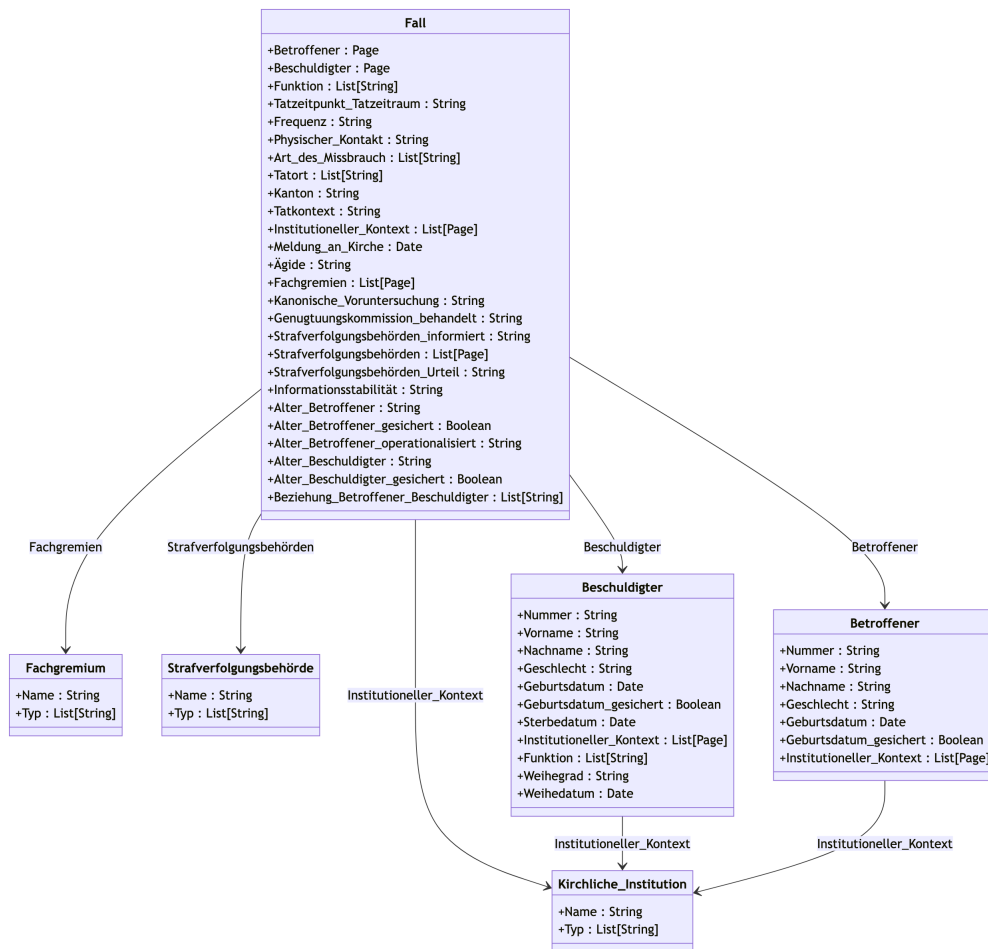 Fall
+Betroffener : Page
+Beschuldigter : Page
+Funktion : List[String]
+Tatzeitpunkt_Tatzeitraum : String
+Frequenz : String
+Physischer_Kontakt : String
+Art_des_Missbrauch : List[String]
+Tatort : List[String]
+Kanton : String
+Tatkontext : String
+Institutioneller_Kontext : List[Page]
+Meldung_an_Kirche : Date
+Ägide : String
+Fachgremien : List[Page]
+Kanonische_Voruntersuchung : String
+Genugtuungskommission_behandelt : String
+Strafverfolgungsbehörden_informiert : String
+Strafverfolgungsbehörden : List[Page]
+Strafverfolgungsbehörden_Urteil : String
+Informationsstabilität : String
+Alter_Betroffener : String
+Alter_Betroffener_gesichert : Boolean
+Alter_Betroffener_operationalisiert : String
+Alter_Beschuldigter : String
+Alter_Beschuldigter_gesichert : Boolean
+Beziehung_Betroffener_Beschuldigter : List[String]
Fachgremien
Strafverfolgungsbehörden
Beschuldigter
Betroffener
Fachgremium
+Name : String
+Typ : List[String]
Strafverfolgungsbehörde
+Name : String
+Typ : List[String]
Institutioneller_Kontext
Beschuldigter
+Nummer : String
+Vorname : String
+Nachname : String
+Geschlecht : String
+Geburtsdatum : Date
+Geburtsdatum_gesichert : Boolean
+Sterbedatum : Date
+Institutioneller_Kontext : List[Page]
+Funktion : List[String]
+Weihegrad : String
+Weihedatum : Date
Betroffener
+Nummer : String
+Vorname : String
+Nachname : String
+Geschlecht : String
+Geburtsdatum : Date
+Geburtsdatum_gesichert : Boolean
+Institutioneller_Kontext : List[Page]
Institutioneller_Kontext
Institutioneller_Kontext
Kirchliche_Institution
+Name : String
+Typ : List[String]